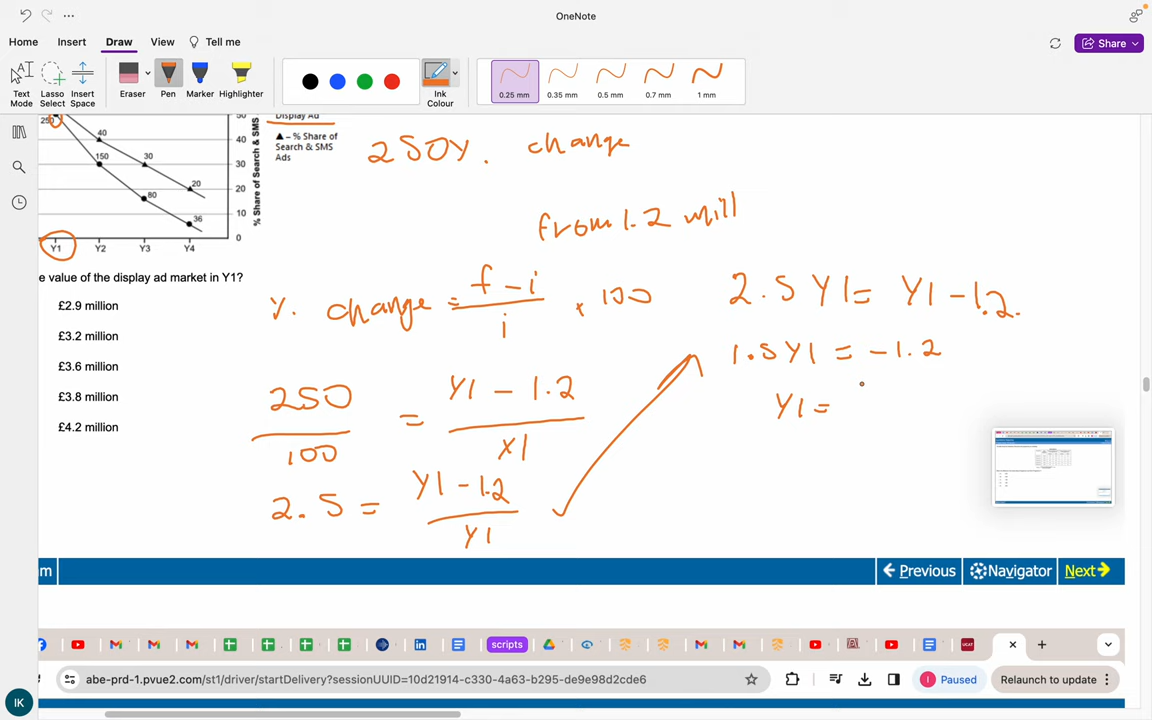 OneNote
Home Insert Draw View Tell me Share
Text Mode Lasso Select Insert Space Eraser Pen Marker Highlighter Ink Colour 0.25 mm 0.35 mm 0.5 mm 0.7 mm 1 mm
Display Ad
▲ – % Share of Search & SMS Ads
% Share of Search & SMS
50
40
30
20
10
0
250
40
150
30
80
20
36
Y1 Y2 Y3 Y4
250%. change
from 1.2 mill
e value of the display ad market in Y1?
£2.9 million
£3.2 million
£3.6 million
£3.8 million
£4.2 million
%. change = f - i / i × 100
250 / 100 = Y1 - 1.2 / X1
2.5 = Y1 - 1.2 / Y1
2.5 Y1 = Y1 - 1.2.
1.5 Y1 = - 1.2
Y1 =
m Previous Navigator Next
scripts UCAT
abe-prd-1.pvue2.com/st1/driver/startDelivery?sessionUUID=10d21914-c330-4a63-b295-de9e98d2cde6 I Paused Relaunch to update
IK